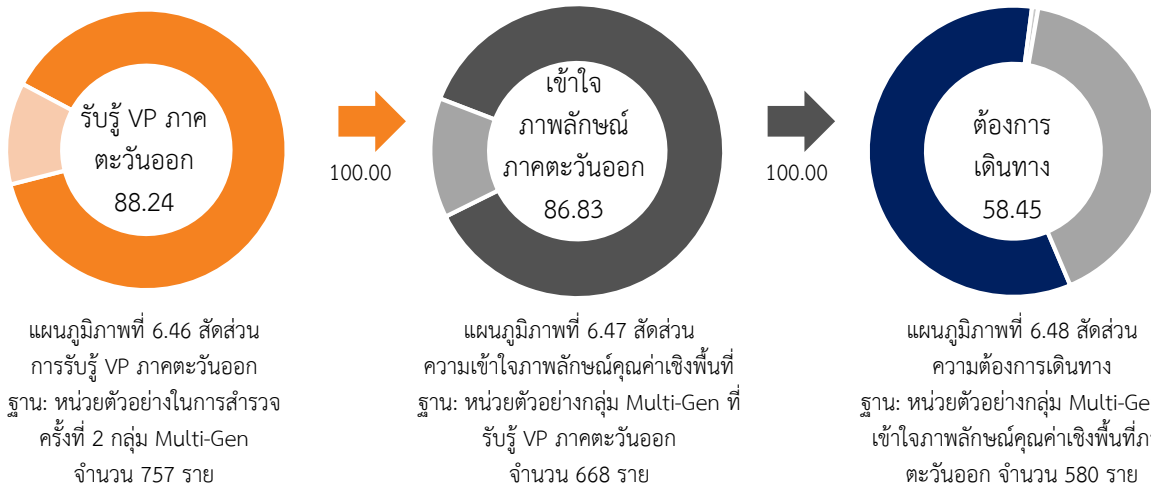 รับรู้ VP ภาค
ตะวันออก
88.24
100.00
เข้าใจ
ภาพลักษณ์
ภาคตะวันออก
86.83
100.00
ต้องการ
เดินทาง
58.45
แผนภูมิภาพที่ 6.46 สัดส่วน
การรับรู้ VP ภาคตะวันออก
ฐาน: หน่วยตัวอย่างในการสำรวจ
ครั้งที่ 2 กลุ่ม Multi-Gen
จำนวน 757 ราย
แผนภูมิภาพที่ 6.47 สัดส่วน
ความเข้าใจภาพลักษณ์คุณค่าเชิงพื้นที่
ฐาน: หน่วยตัวอย่างกลุ่ม Multi-Gen ที่
รับรู้ VP ภาคตะวันออก
จำนวน 668 ราย
แผนภูมิภาพที่ 6.48 สัดส่วน
ความต้องการเดินทาง
ฐาน: หน่วยตัวอย่างกลุ่ม Multi-Ge
เข้าใจภาพลักษณ์คุณค่าเชิงพื้นที่ภ
ตะวันออก จำนวน 580 ราย